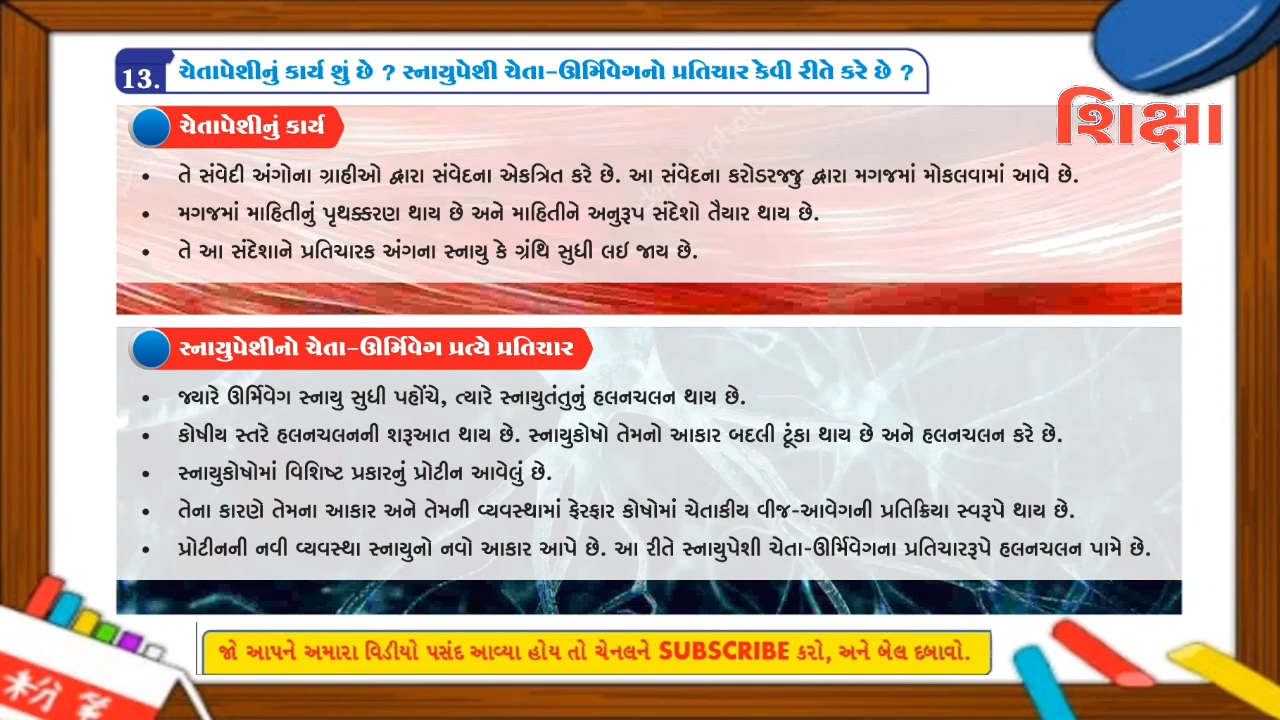 13. ચેતાપેશીનું કાર્ય શું છે ? સ્નાયુપેશી ચેતા-ઊર્મિવેગનો પ્રતિચાર કેવી રીતે કરે છે ?
શિક્ષા
ચેતાપેશીનું કાર્ય
• તે સંવેદી અંગોના ગ્રાહીઓ દ્વારા સંવેદના એકત્રિત કરે છે. આ સંવેદના કરોડરજ્જુ દ્વારા મગજમાં મોકલવામાં આવે છે.
• મગજમાં માહિતીનું પૃથક્કરણ થાય છે અને માહિતીને અનુરૂપ સંદેશો તૈયાર થાય છે.
• તે આ સંદેશાને પ્રતિચારક અંગના સ્નાયુ કે ગ્રંથિ સુધી લઇ જાય છે.
સ્નાયુપેશીનો ચેતા-ઊર્મિવેગ પ્રત્યે પ્રતિચાર
• જ્યારે ઊર્મિવેગ સ્નાયુ સુધી પહોંચે, ત્યારે સ્નાયુતંતુનું હલનચલન થાય છે.
• કોષીય સ્તરે હલનચલનની શરૂઆત થાય છે. સ્નાયુકોષો તેમનો આકાર બદલી ટૂંકા થાય છે અને હલનચલન કરે છે.
• સ્નાયુકોષોમાં વિશિષ્ટ પ્રકારનું પ્રોટીન આવેલું છે.
• તેના કારણે તેમના આકાર અને તેમની વ્યવસ્થામાં ફેરફાર કોષોમાં ચેતાકીય વીજ-આવેગની પ્રતિક્રિયા સ્વરૂપે થાય છે.
• પ્રોટીનની નવી વ્યવસ્થા સ્નાયુનો નવો આકાર આપે છે. આ રીતે સ્નાયુપેશી ચેતા-ઊર્મિવેગના પ્રતિચારરૂપે હલનચલન પામે છે.
જો આપને અમારા વિડીયો પસંદ આવ્યા હોય તો ચેનલને SUBSCRIBE કરો, અને બેલ દબાવો.